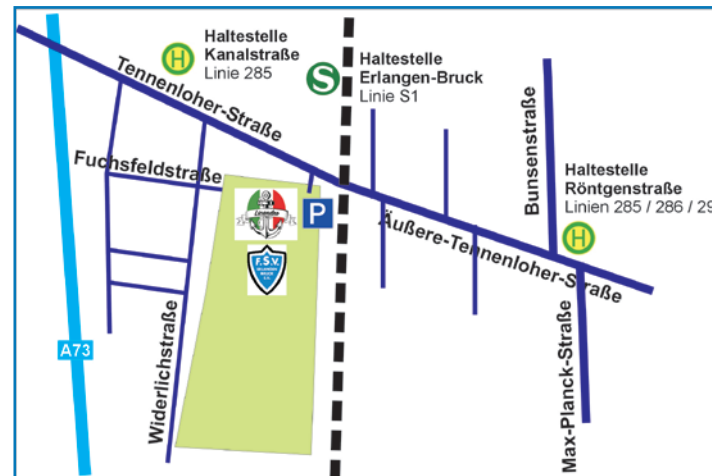 Haltestelle
Kanalstraße
Linie 285
H
Tennenloher-Straße
S
Haltestelle
Erlangen-Bruck
Linie S1
Bunsenstraße
Haltestelle
Röntgenstraße
Linien 285 / 286 / 29
H
Fuchsfeldstraße
P
F.S.V.
Äußere-Tennenloher-Straße
A73
Widerlichstraße
Max-Planck-Straße